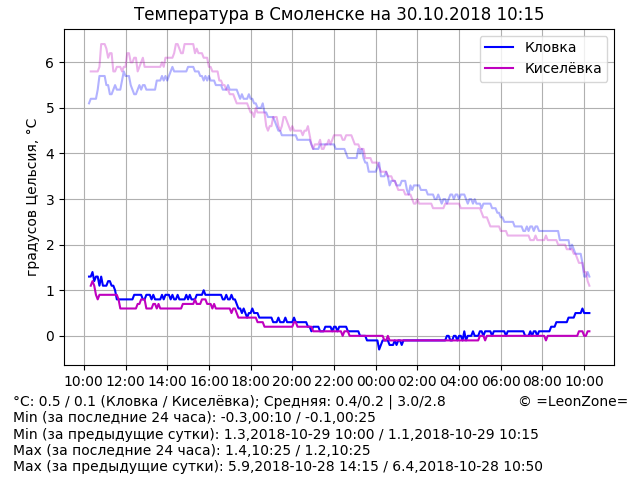 Температура в Смоленске на 30.10.2018 10:15
градусов Цельсия, °C
6
5
4
3
2
1
0
Кловка
Киселёвка
10:00 12:00 14:00 16:00 18:00 20:00 22:00 00:00 02:00 04:00 06:00 08:00 10:00
°C: 0.5 / 0.1 (Кловка / Киселёвка); Средняя: 0.4/0.2 | 3.0/2.8 © =LeonZone=
Min (за последние 24 часа): -0.3,00:10 / -0.1,00:25
Min (за предыдущие сутки): 1.3,2018-10-29 10:00 / 1.1,2018-10-29 10:15
Max (за последние 24 часа): 1.4,10:25 / 1.2,10:25
Max (за предыдущие сутки): 5.9,2018-10-28 14:15 / 6.4,2018-10-28 10:50